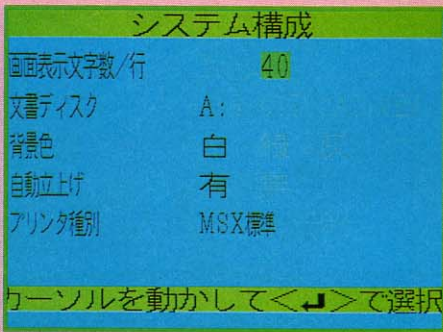 システム構成
画面表示文字数／行 40
文書ディスク A:
背景色 白
自動立上げ 有
プリンタ種別 MSX標準
カーソルを動かして＜↵＞で選択